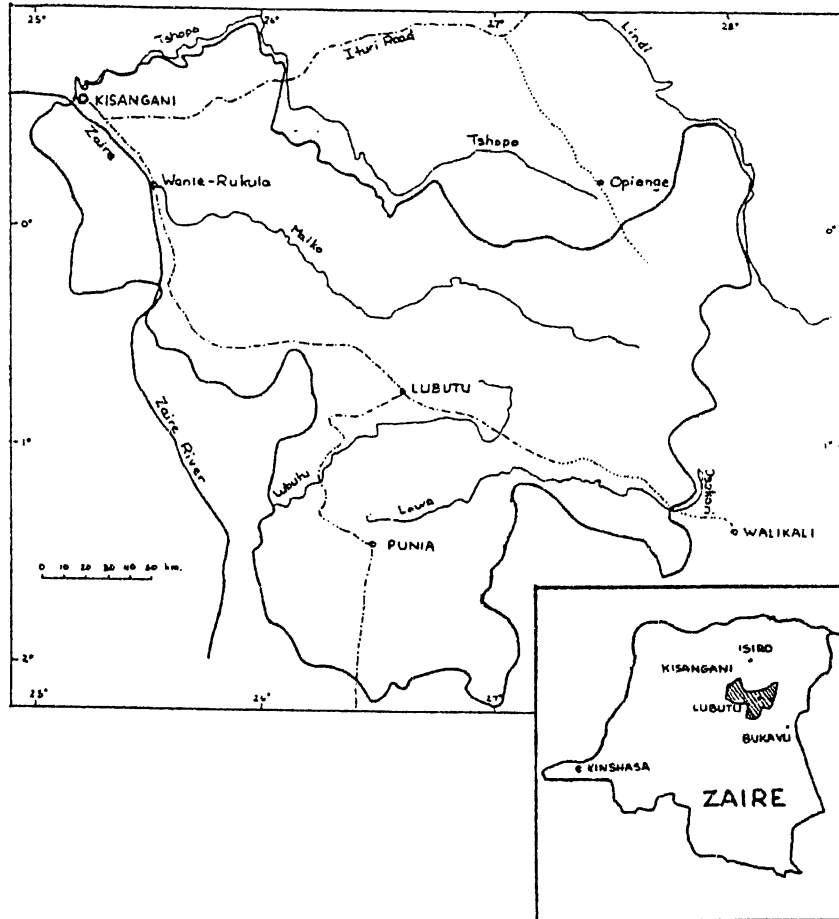 25°
26°
27°
28°
Tshopo
Ituri Road
Lindi
KISANGANI
Zaire
Tshopo
Opienge
Wanie-Rukula
0°
0°
Maiko
LUBUTU
Zaire River
1°
1°
Lubutu
Lowa
WALIKALI
PUNIA
0 10 20 30 40 50 km.
2°
25°
26°
27°
ISIRO
KISANGANI
LUBUTU
BUKAVU
KINSHASA
ZAIRE